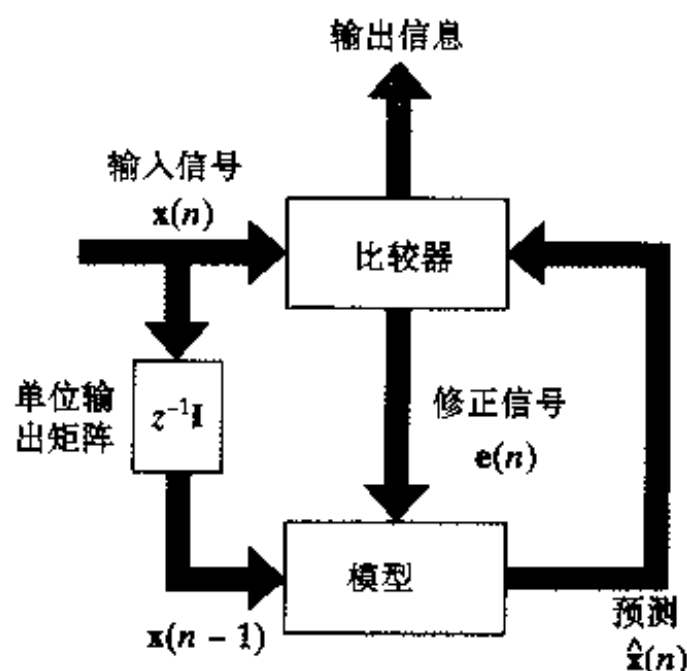 输出信息
输入信号
x(n)
比较器
单位输
出矩阵
z⁻¹I
修正信号
e(n)
模型
x(n − 1)
预测
x̂(n)